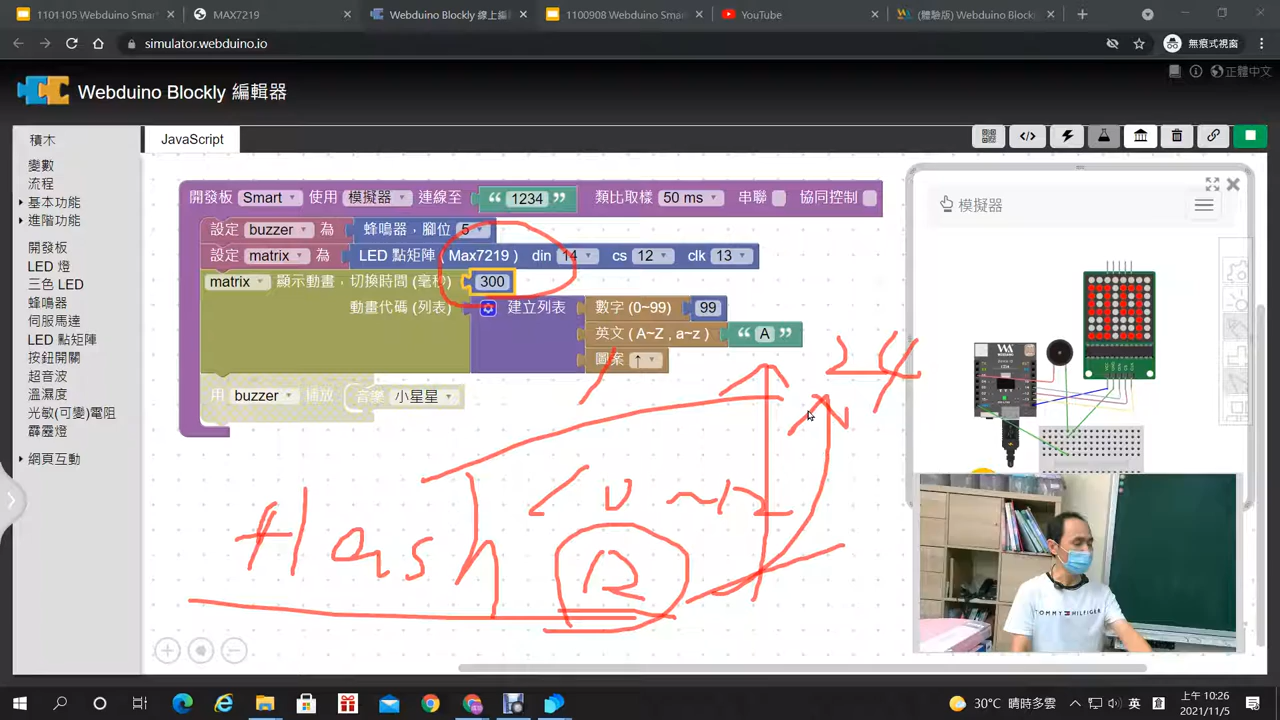 1101105 Webduino Smart
MAX7219
Webduino Blockly 線上編
1100908 Webduino Smart
YouTube
(體驗版) Webduino Block
simulator.webduino.io
無痕式視窗
正體中文
Webduino Blockly 編輯器
積木
JavaScript
變數
流程
基本功能
進階功能
開發板
LED 燈
三色 LED
蜂鳴器
伺服馬達
LED 點矩陣
按鈕開關
超音波
溫濕度
光敏(可變)電阻
霹靂燈
網頁互動
開發板 Smart 使用 模擬器 連線至 “ 1234 ” 類比取樣 50 ms 串聯 協同控制
設定 buzzer 為 蜂鳴器，腳位 5
設定 matrix 為 LED 點矩陣 ( Max7219 ) din 14 cs 12 clk 13
matrix 顯示動畫，切換時間 (毫秒) 300
動畫代碼 (列表) 建立列表 數字 (0~99) 99
英文 ( A~Z , a~z ) “ A ”
圖案 ↑
用 buzzer 播放 音樂 小星星
模擬器
24
Hash
TOMMY HILFIGER
30°C 晴時多雲
英
上午 10:26
2021/11/5